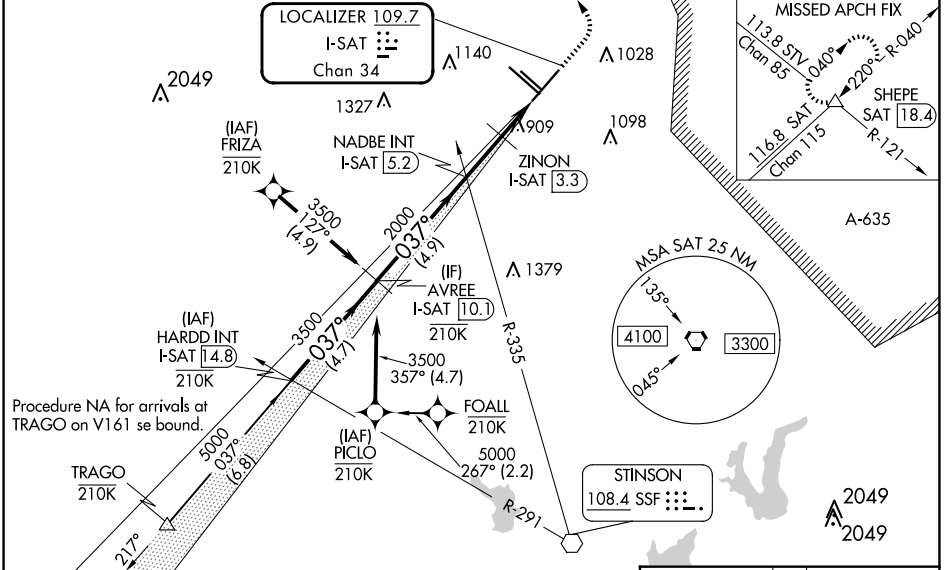 LOCALIZER 109.7
I-SAT
Chan 34
1140
1028
2049
1327
909
1098
MISSED APCH FIX
113.8 STV
Chan 85
040°
R-040
220°
SHEPE
SAT 18.4
116.8 SAT
Chan 115
R-121
A-635
(IAF)
FRIZA
210K
NADBE INT
I-SAT 5.2
ZINON
I-SAT 3.3
3500
127°
(4.9)
2000
037°
(4.9)
1379
(IF)
AVREE
I-SAT 10.1
210K
MSA SAT 25 NM
135°
4100
3300
045°
(IAF)
HARDD INT
I-SAT 14.8
210K
3500
037°
(4.7)
R-335
3500
357° (4.7)
Procedure NA for arrivals at
TRAGO on V161 se bound.
FOALL
210K
(IAF)
PICLO
210K
5000
267° (2.2)
5000
037°
(6.8)
TRAGO
210K
217°
R-291
STINSON
108.4 SSF
2049
2049